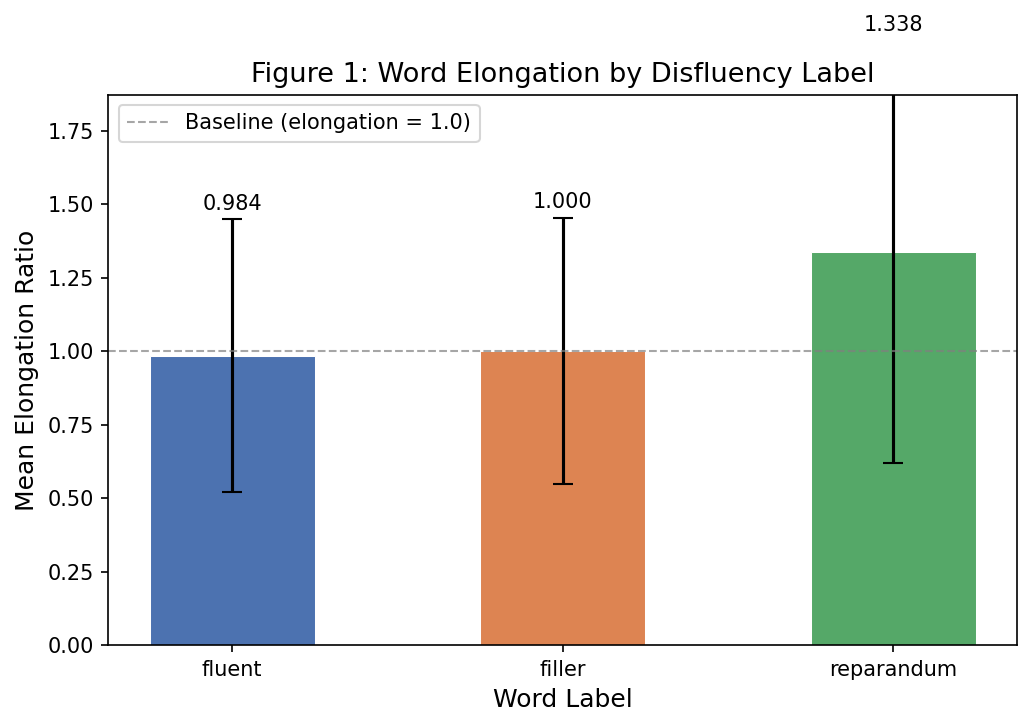 1.338
Figure 1: Word Elongation by Disfluency Label
Baseline (elongation = 1.0)
0.984
1.000
Mean Elongation Ratio
1.75
1.50
1.25
1.00
0.75
0.50
0.25
0.00
fluent
filler
reparandum
Word Label